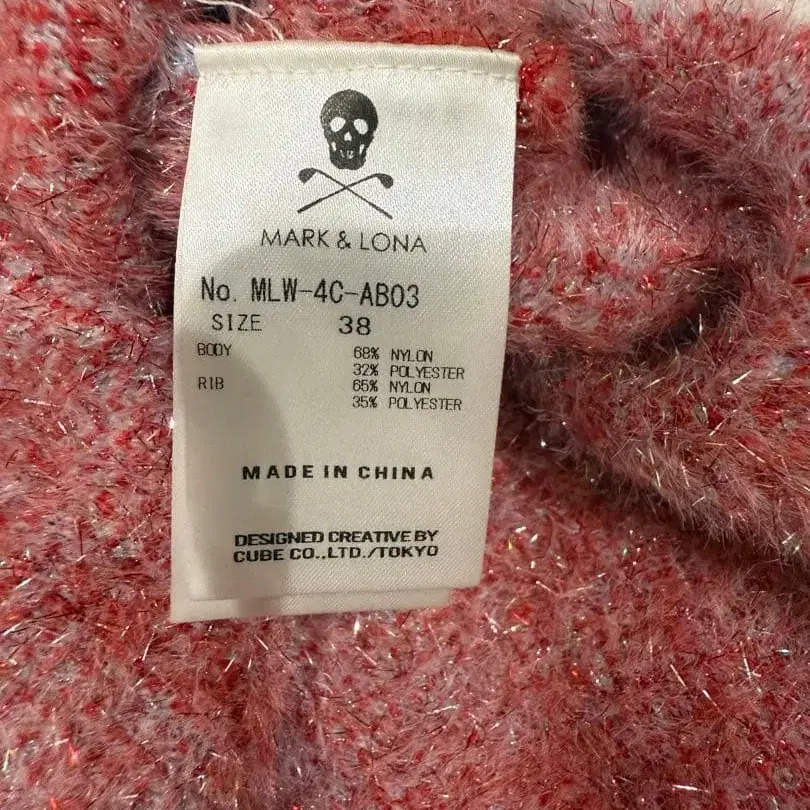 MARK & LONA
No. MLW-4C-AB03
SIZE 38
BODY 68% NYLON
32% POLYESTER
RIB 65% NYLON
35% POLYESTER
MADE IN CHINA
DESIGNED CREATIVE BY
CUBE CO.,LTD./TOKYO